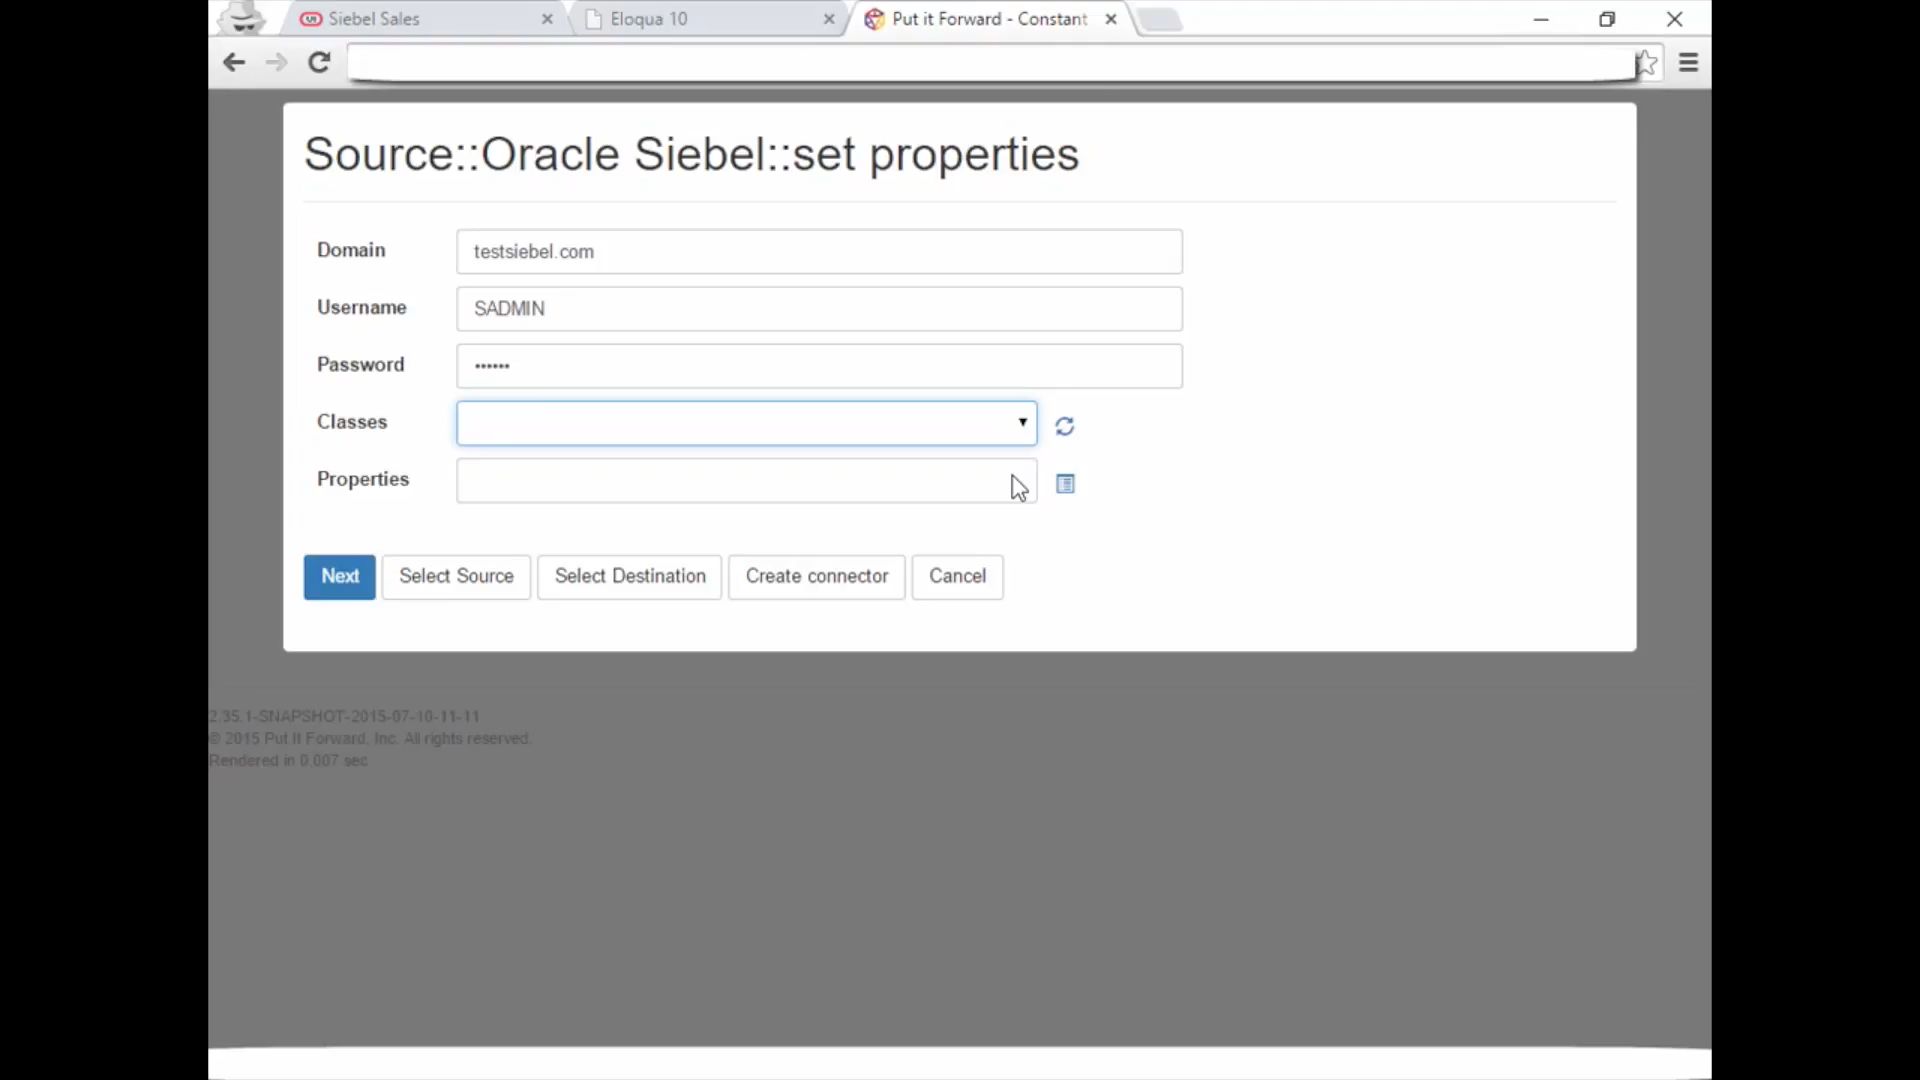 Siebel Sales
Eloqua 10
Put it Forward - Constant
Source::Oracle Siebel::set properties
Domain
testsiebel.com
Username
SADMIN
Password
••••••
Classes
Properties
Next
Select Source
Select Destination
Create connector
Cancel
2.35.1-SNAPSHOT-2015-07-10-11-11
© 2015 Put It Forward, Inc. All rights reserved.
Rendered in 0.007 sec